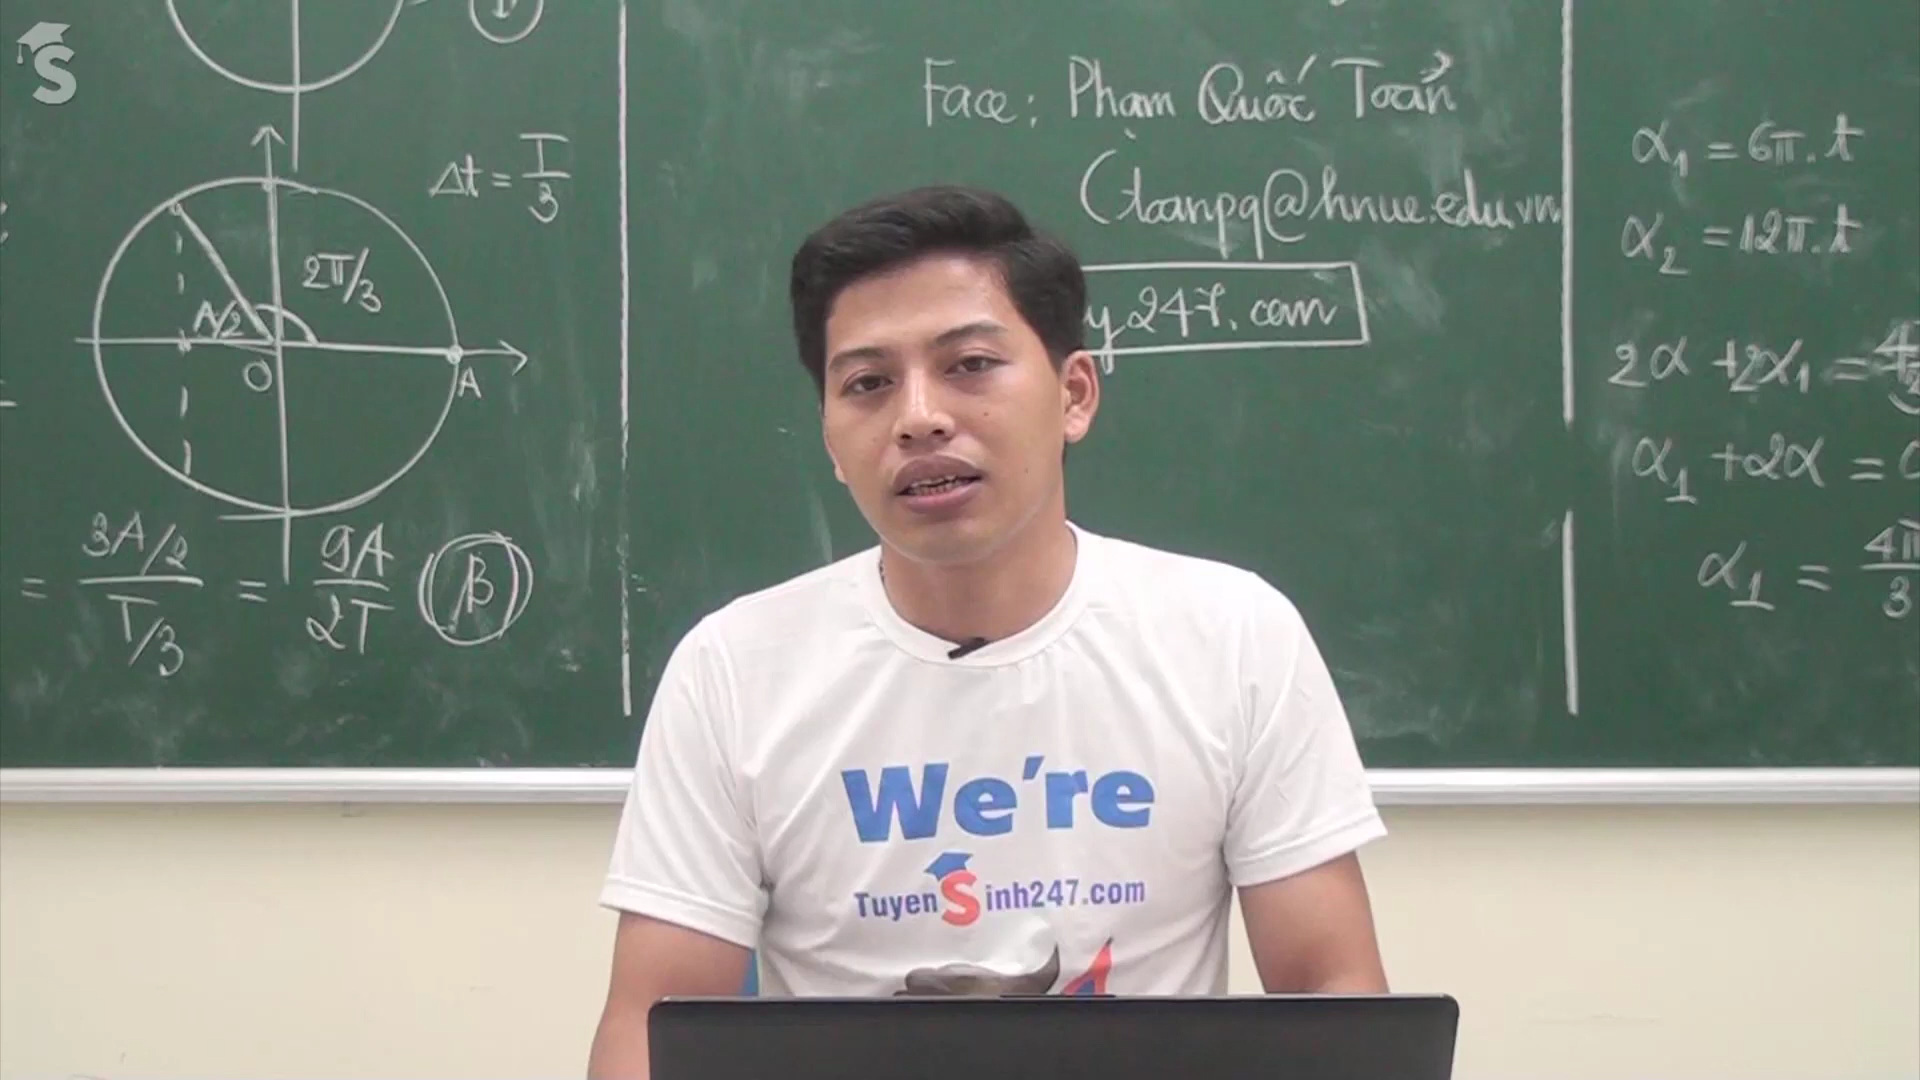 S
Δt = T/3
2π/3
A/2
O
A
= 3A/2 / T/3 = 9A / 2T B
Face: Phạm Quốc Toản
(toanpq@hnue.edu.vn
y247.com
α₁ = 6π.t
α₂ = 12π.t
2α + 2α₁ =
α₁ + 2α =
α₁ = 4π/3
We're
TuyenSinh247.com